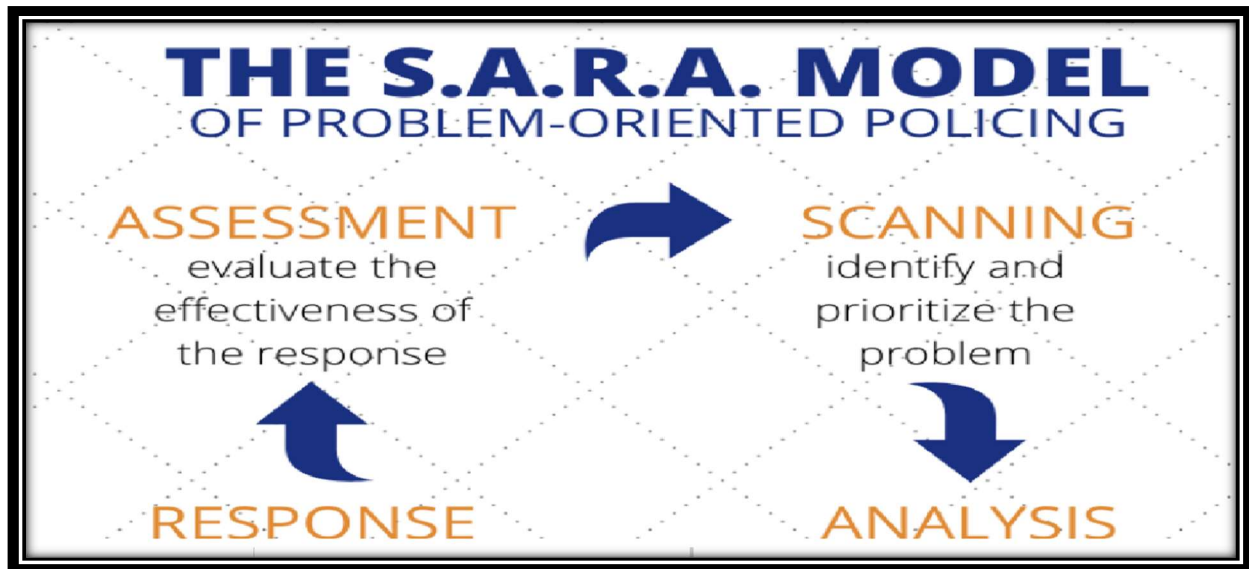 THE S.A.R.A. MODEL
OF PROBLEM-ORIENTED POLICING
ASSESSMENT
evaluate the
effectiveness of
the response
SCANNING
identify and
prioritize the
problem
RESPONSE
ANALYSIS